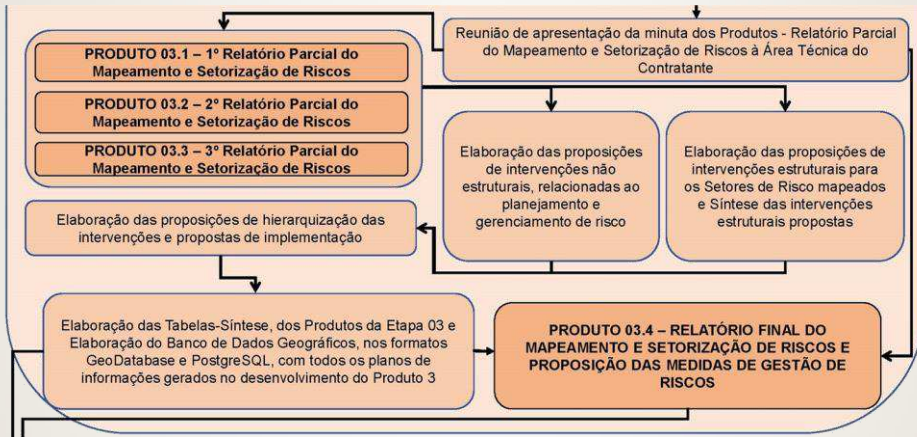 Reunião de apresentação da minuta dos Produtos - Relatório Parcial
do Mapeamento e Setorização de Riscos à Área Técnica do
Contratante
PRODUTO 03.1 – 1º Relatório Parcial do
Mapeamento e Setorização de Riscos
PRODUTO 03.2 – 2º Relatório Parcial do
Mapeamento e Setorização de Riscos
PRODUTO 03.3 – 3º Relatório Parcial do
Mapeamento e Setorização de Riscos
Elaboração das proposições
de intervenções não
estruturais, relacionadas ao
planejamento e
gerenciamento de risco
Elaboração das proposições de
intervenções estruturais para
os Setores de Risco mapeados
e Síntese das intervenções
estruturais propostas
Elaboração das proposições de hierarquização das
intervenções e propostas de implementação
Elaboração das Tabelas-Síntese, dos Produtos da Etapa 03 e
Elaboração do Banco de Dados Geográficos, nos formatos
GeoDatabase e PostgreSQL, com todos os planos de
informações gerados no desenvolvimento do Produto 3
PRODUTO 03.4 – RELATÓRIO FINAL DO
MAPEAMENTO E SETORIZAÇÃO DE RISCOS E
PROPOSIÇÃO DAS MEDIDAS DE GESTÃO DE
RISCOS